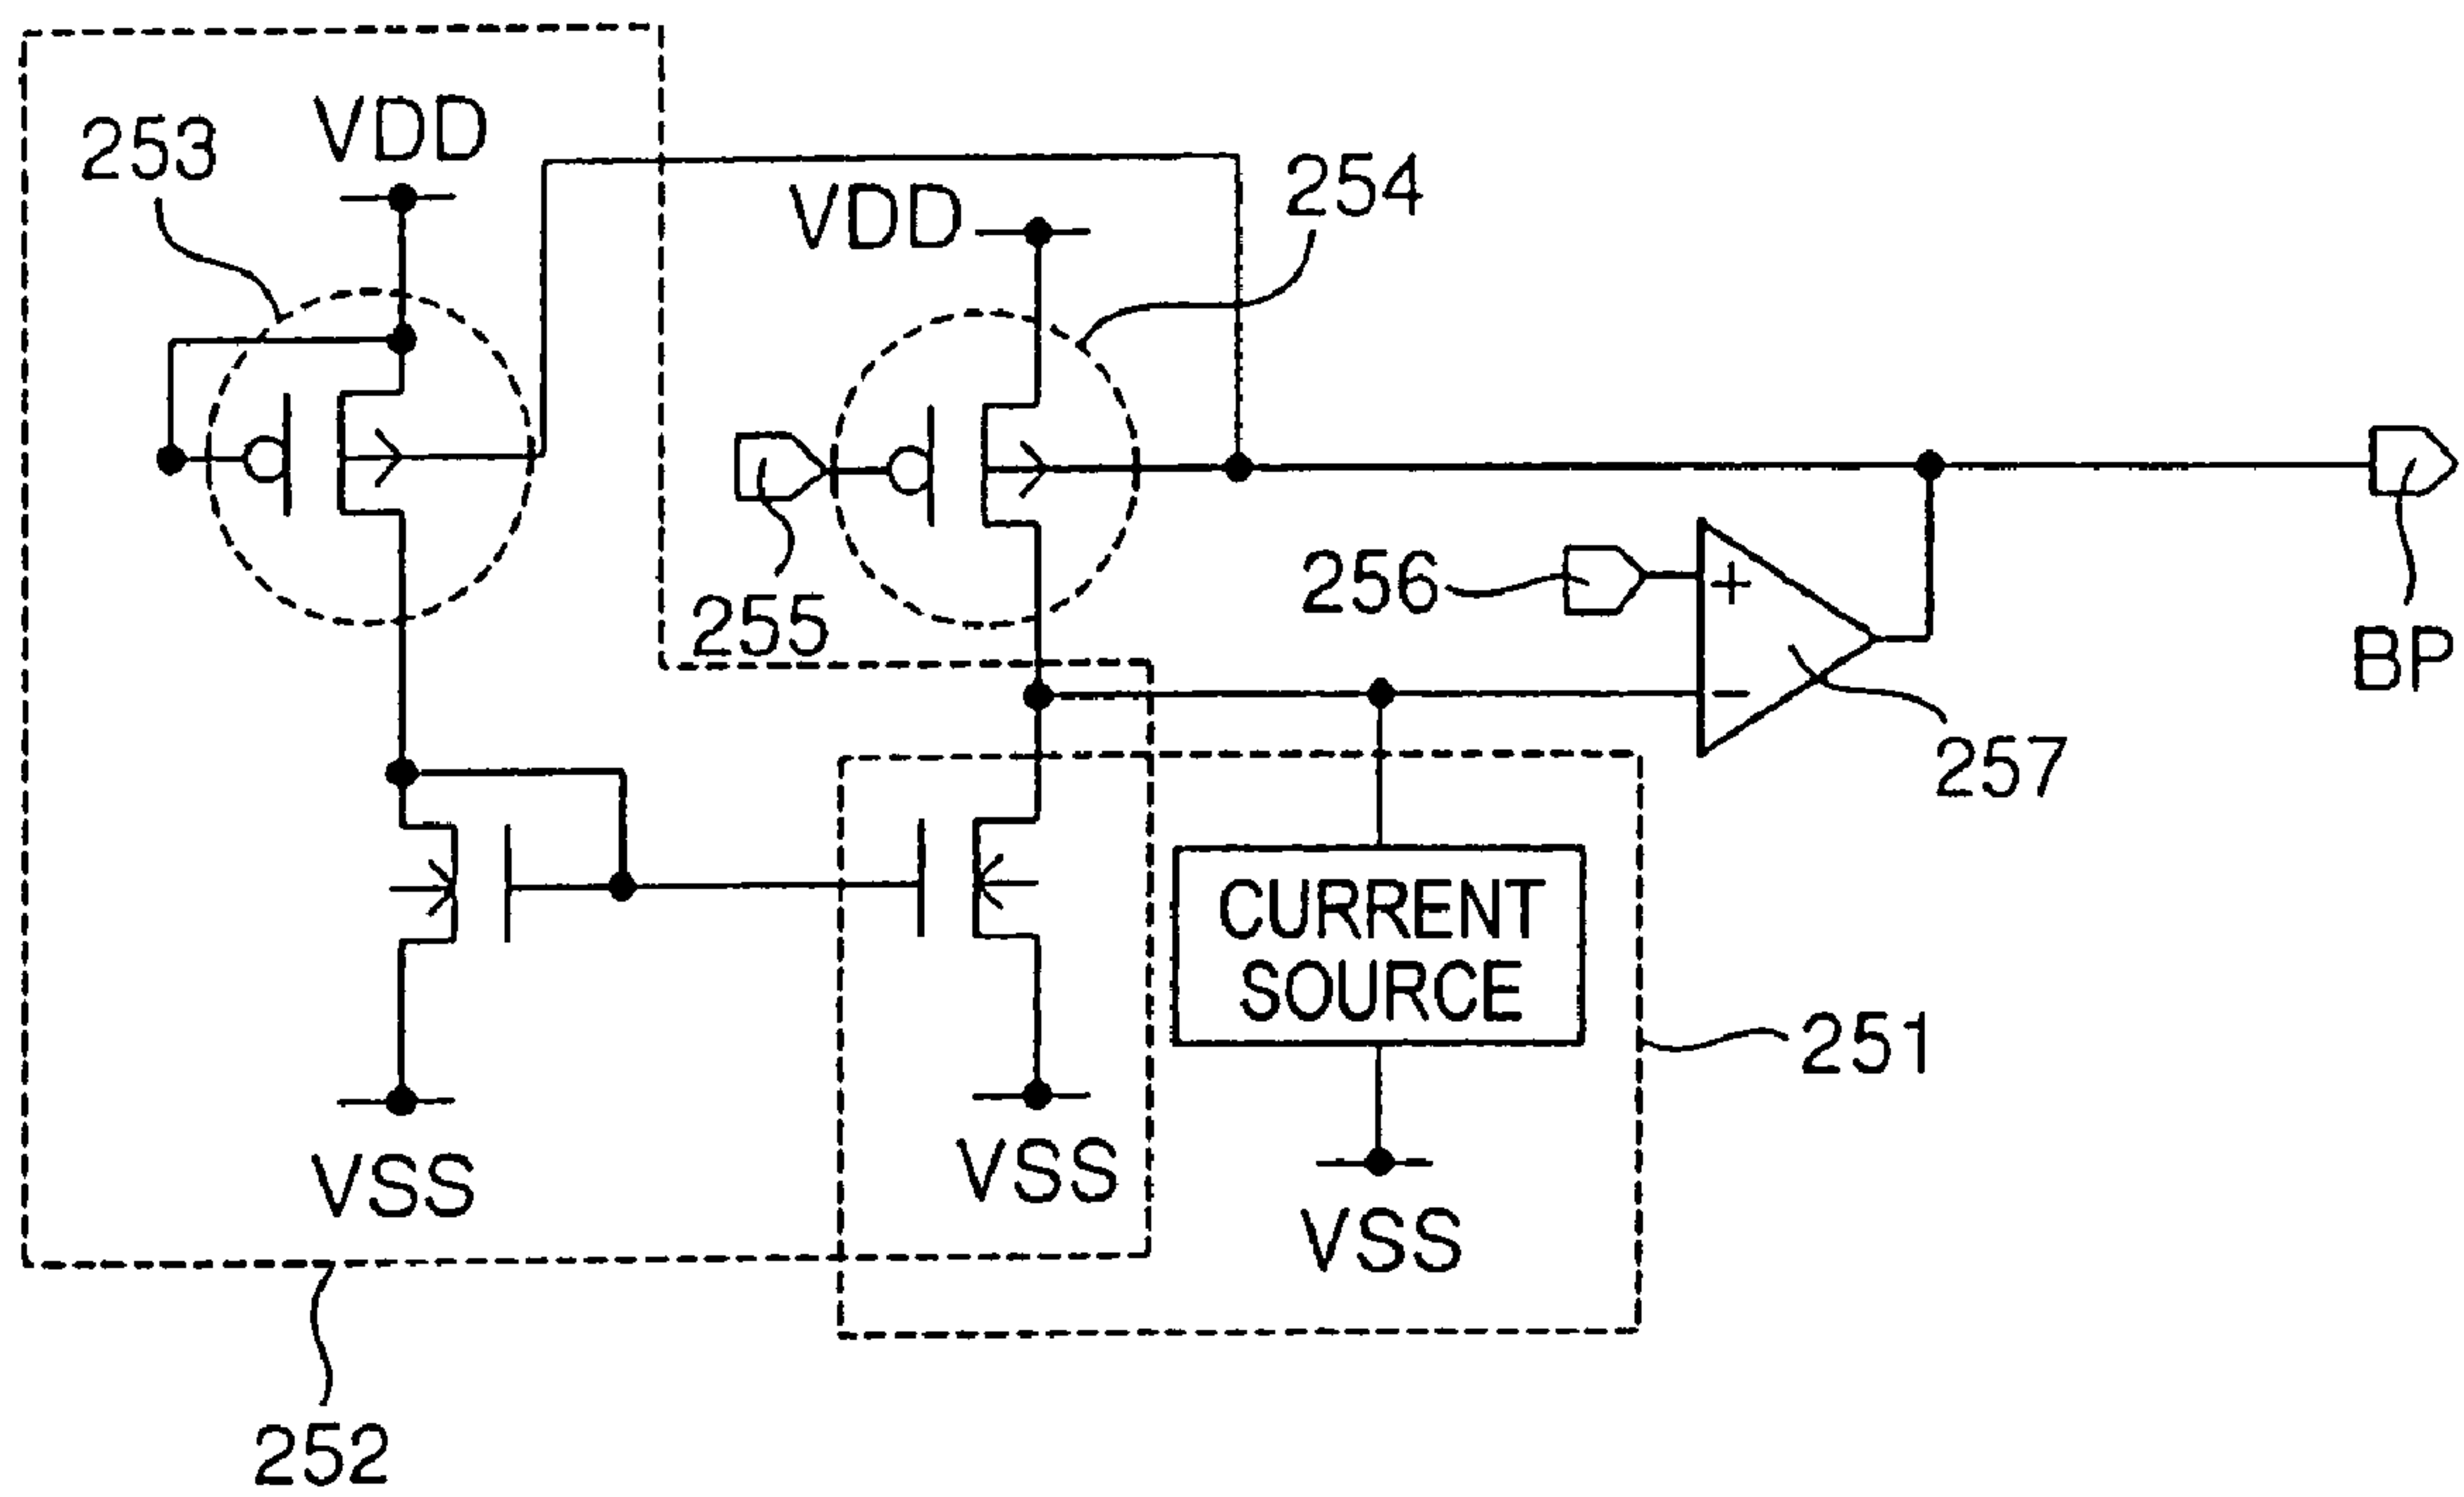 VDD
253
VDD
254
255
256
+
−
BP
257
CURRENT
SOURCE
251
VSS
VSS
VSS
252